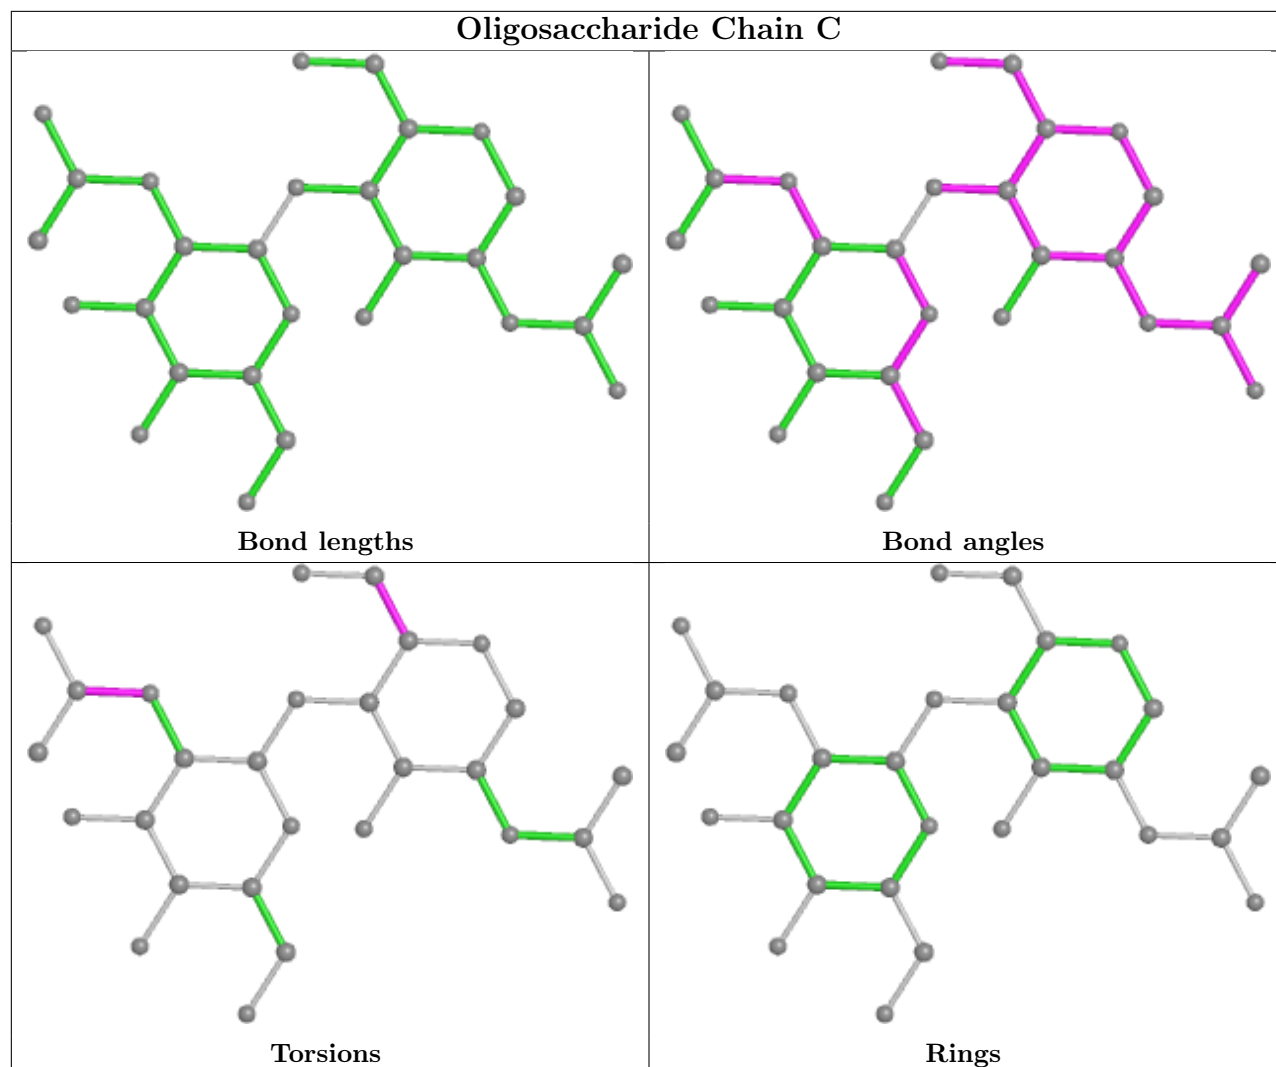 Oligosaccharide Chain C
Bond lengths
Bond angles
Torsions
Rings